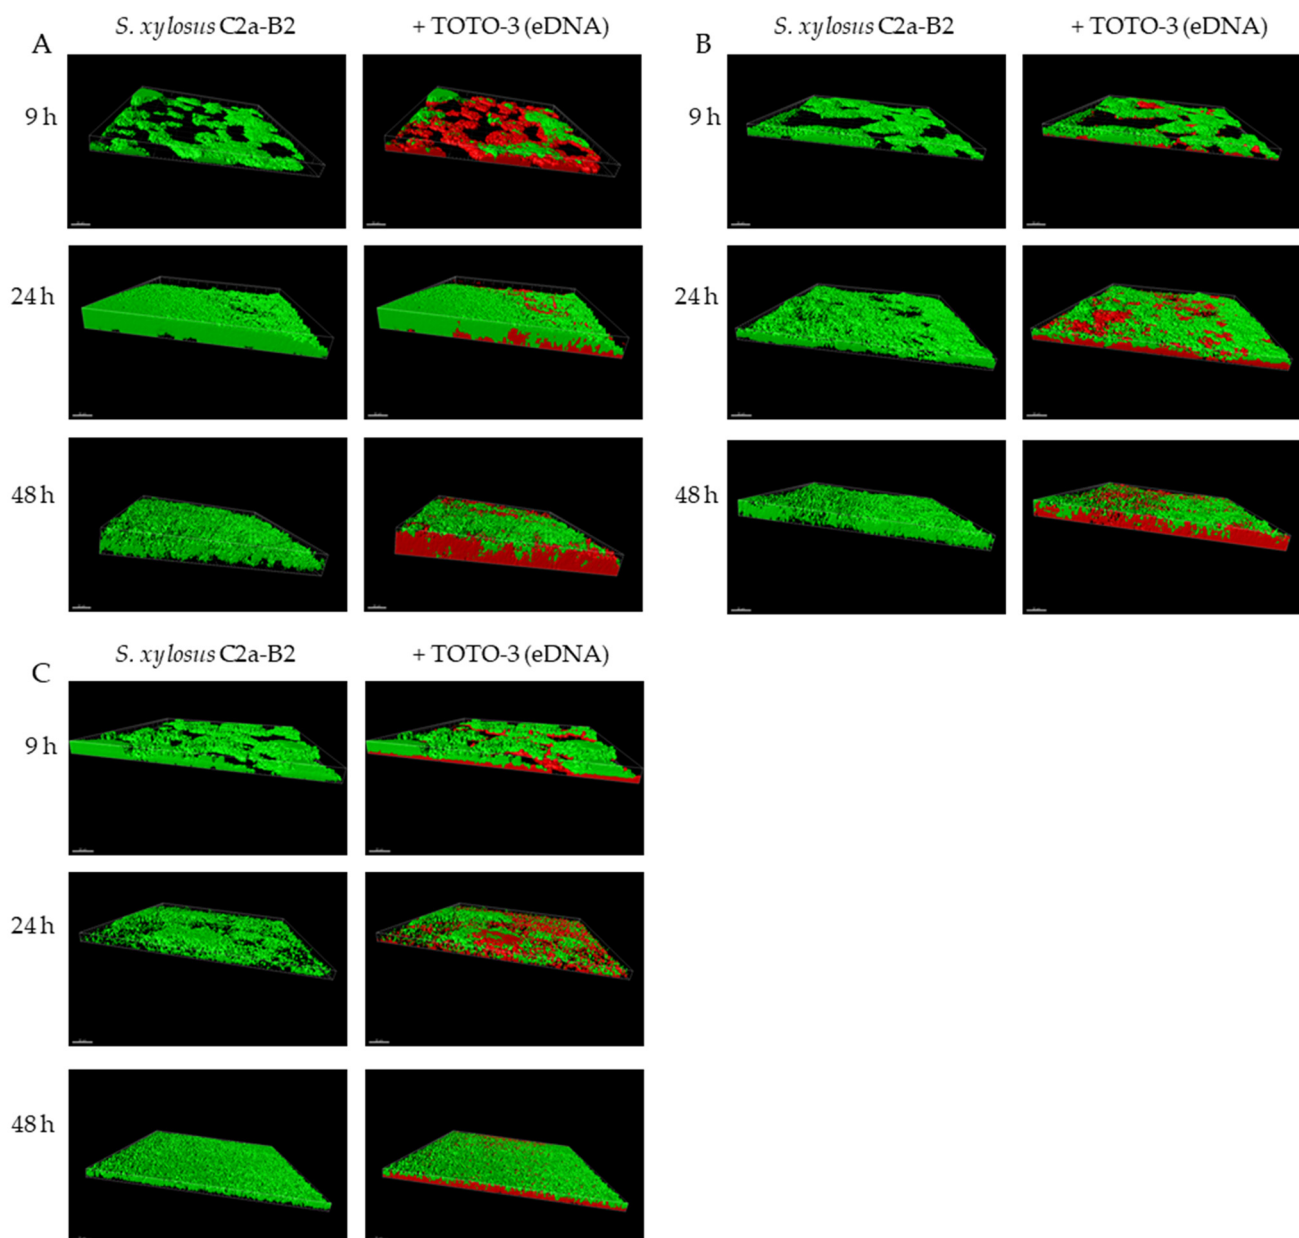 A
S. xylosus C2a-B2
+ TOTO-3 (eDNA)
9 h
24 h
48 h
B
S. xylosus C2a-B2
+ TOTO-3 (eDNA)
9 h
24 h
48 h
C
S. xylosus C2a-B2
+ TOTO-3 (eDNA)
9 h
24 h
48 h